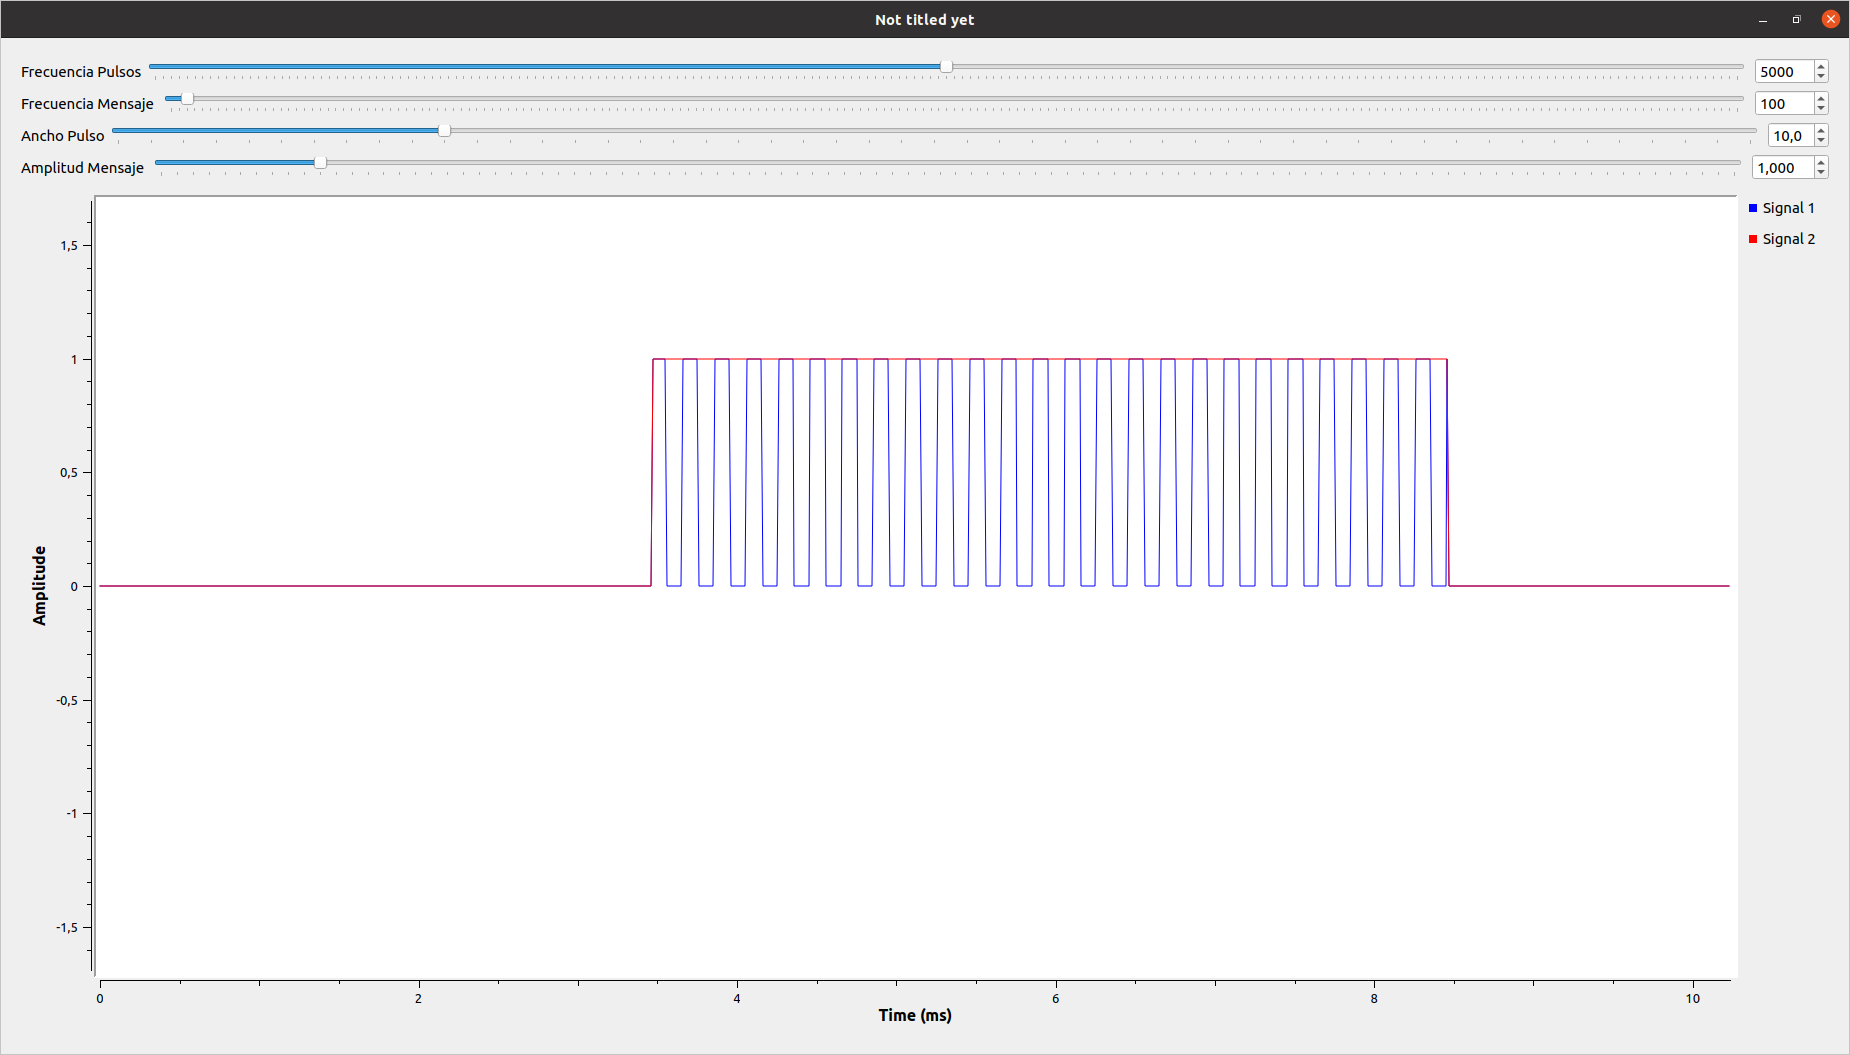 Not titled yet
Frecuencia Pulsos 5000
Frecuencia Mensaje 100
Ancho Pulso 10,0
Amplitud Mensaje 1,000
Signal 1
Signal 2
1,5
1
0,5
0
-0,5
-1
-1,5
Amplitude
0 2 4 6 8 10
Time (ms)